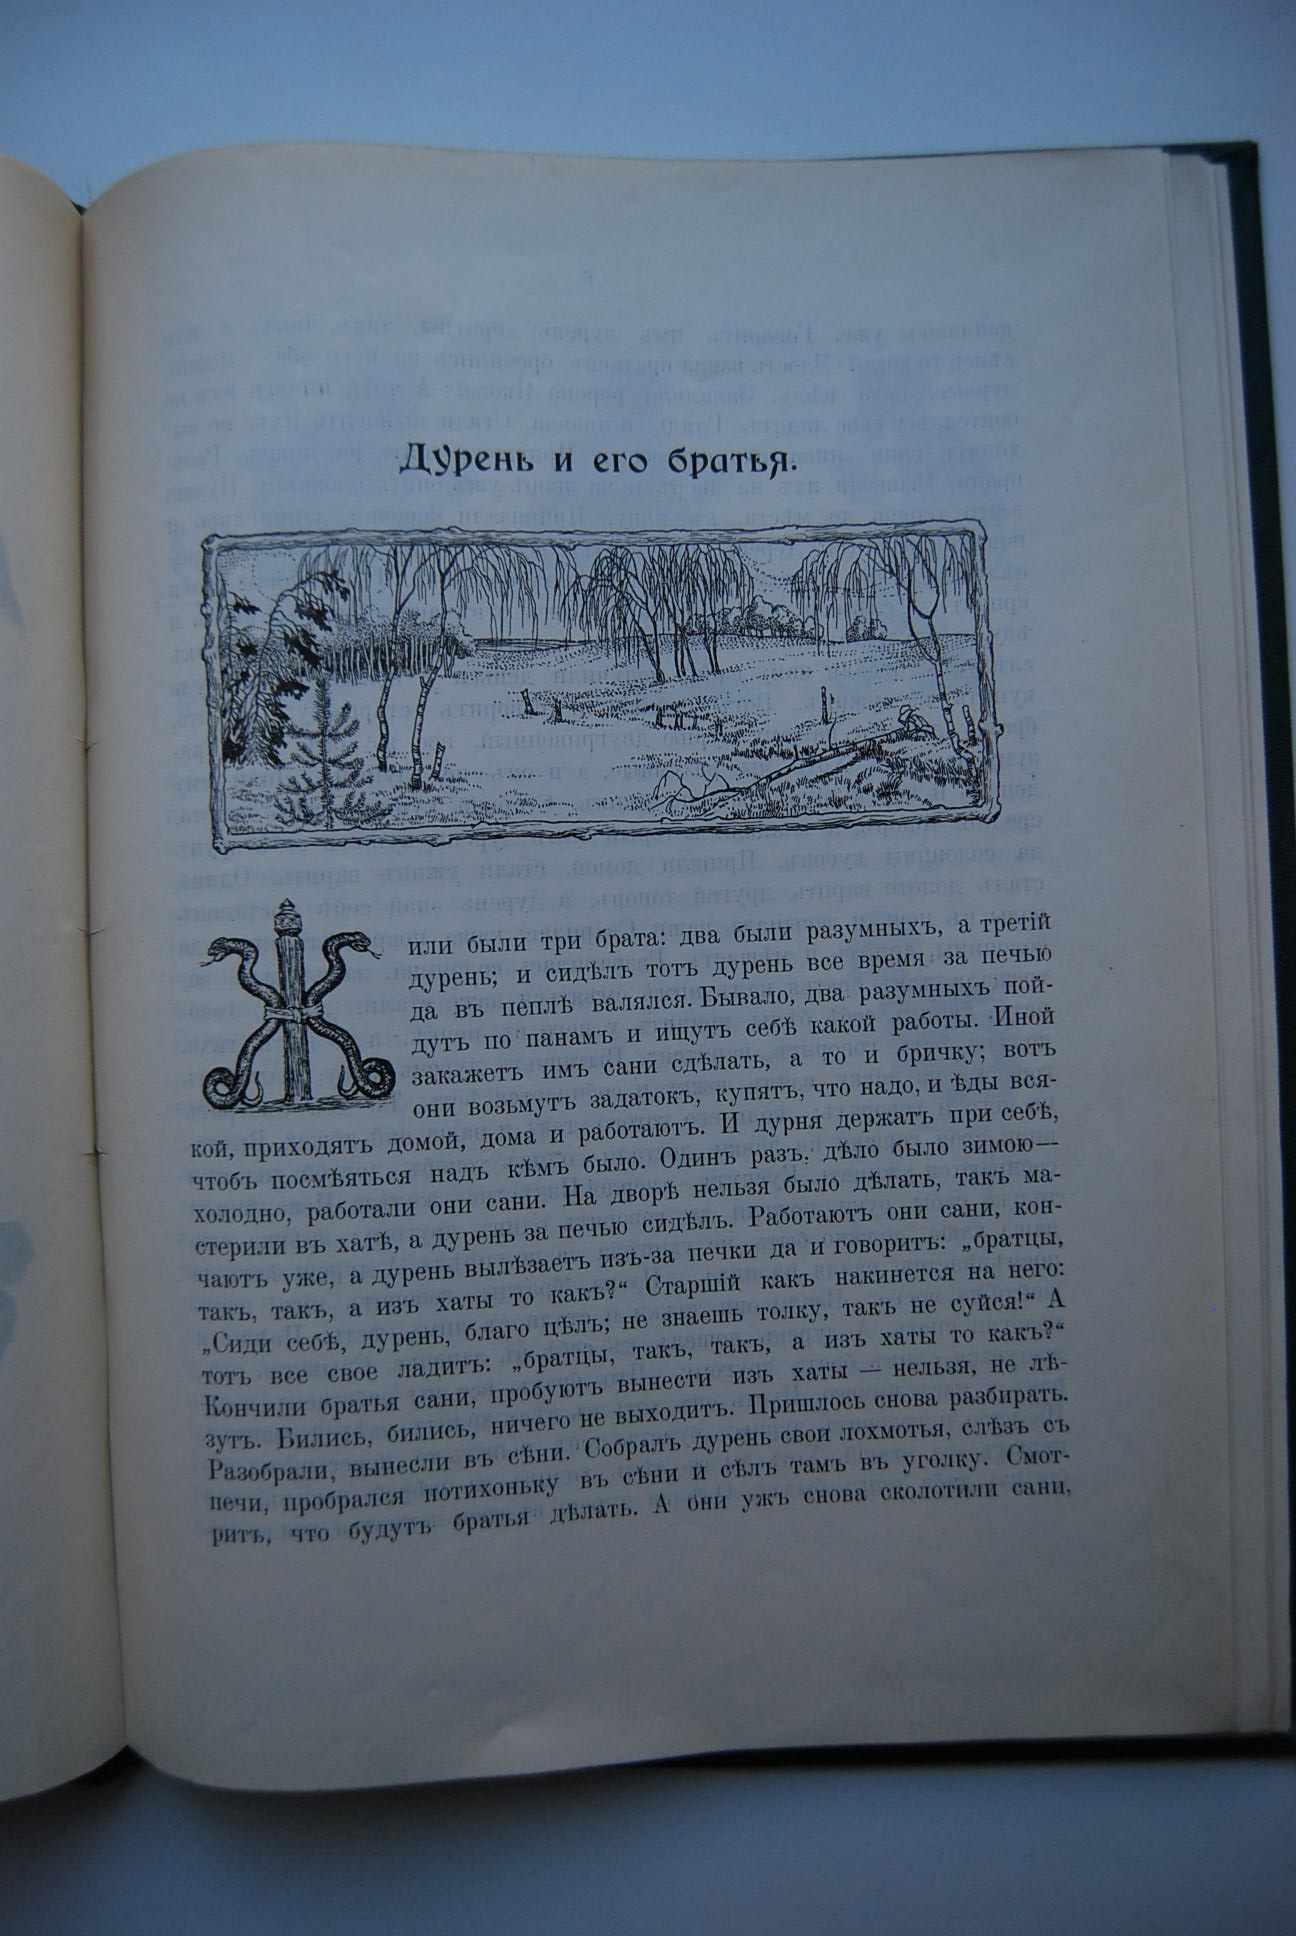 Дурень и его братья.
Жили были три брата: два были разумныхъ, а третій
дурень; и сидѣлъ тотъ дурень все время за печью
да въ пеплѣ валялся. Бывало, два разумныхъ пой-
дутъ по панамъ и ищутъ себѣ какой работы. Иной
закажетъ имъ сани сдѣлать, а то и бричку; вотъ
они возьмутъ задатокъ, купятъ, что надо, и ѣды вся-
кой, приходятъ домой, дома и работаютъ. И дурня держатъ при себѣ,
чтобъ посмѣяться надъ кѣмъ было. Одинъ разъ, дѣло было зимою—
холодно, работали они сани. На дворѣ нельзя было дѣлать, такъ ма-
стерили въ хатѣ, а дурень за печью сидѣлъ. Работаютъ они сани, кон-
чаютъ уже, а дурень вылѣзаетъ изъ-за печки да и говоритъ: „братцы,
такъ, такъ, а изъ хаты то какъ?“ Старшій какъ накинется на него:
„Сиди себѣ, дурень, благо цѣлъ; не знаешь толку, такъ не суйся!“ А
тотъ все свое ладитъ: „братцы, такъ, такъ, а изъ хаты то какъ?“
Кончили братья сани, пробуютъ вынести изъ хаты — нельзя, не лѣ-
зутъ. Бились, бились, ничего не выходитъ. Пришлось снова разбирать.
Разобрали, вынесли въ сѣни. Собралъ дурень свои лохмотья, слѣзъ съ
печи, пробрался потихоньку въ сѣни и сѣлъ тамъ въ уголку. Смот-
ритъ, что будутъ братья дѣлать. А они ужъ снова сколотили сани,